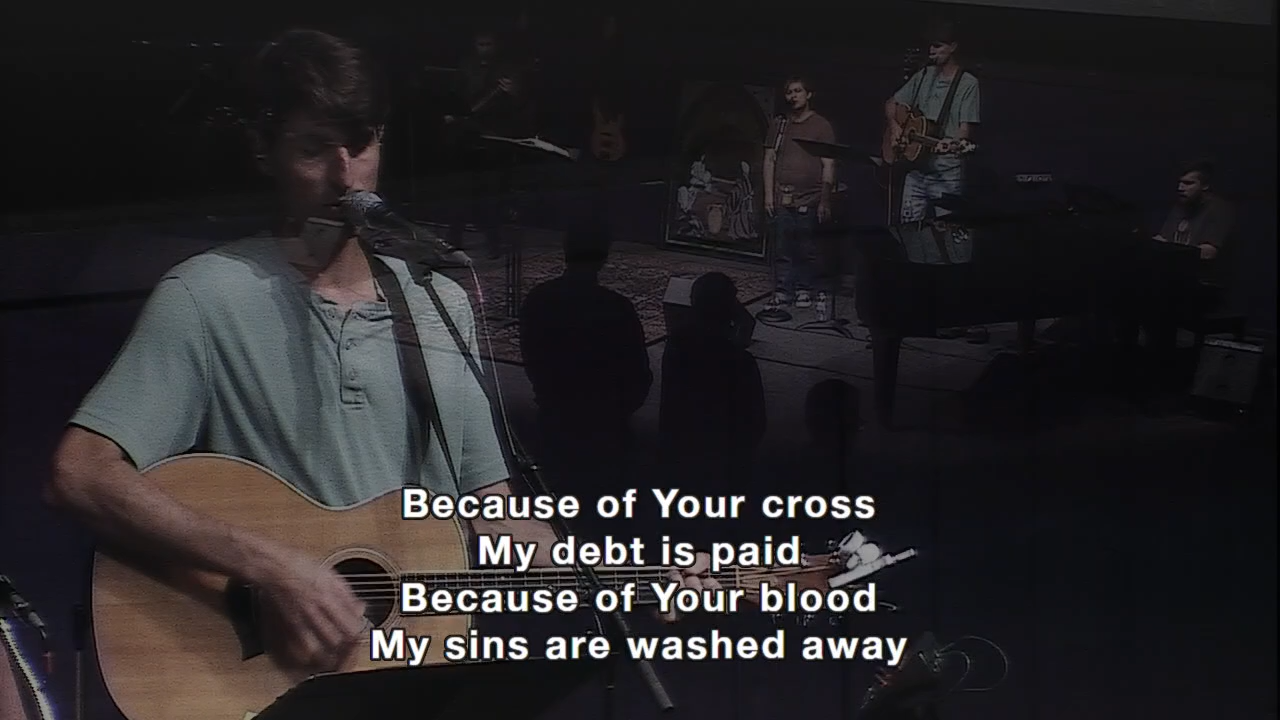 Because of Your cross
My debt is paid
Because of Your blood
My sins are washed away